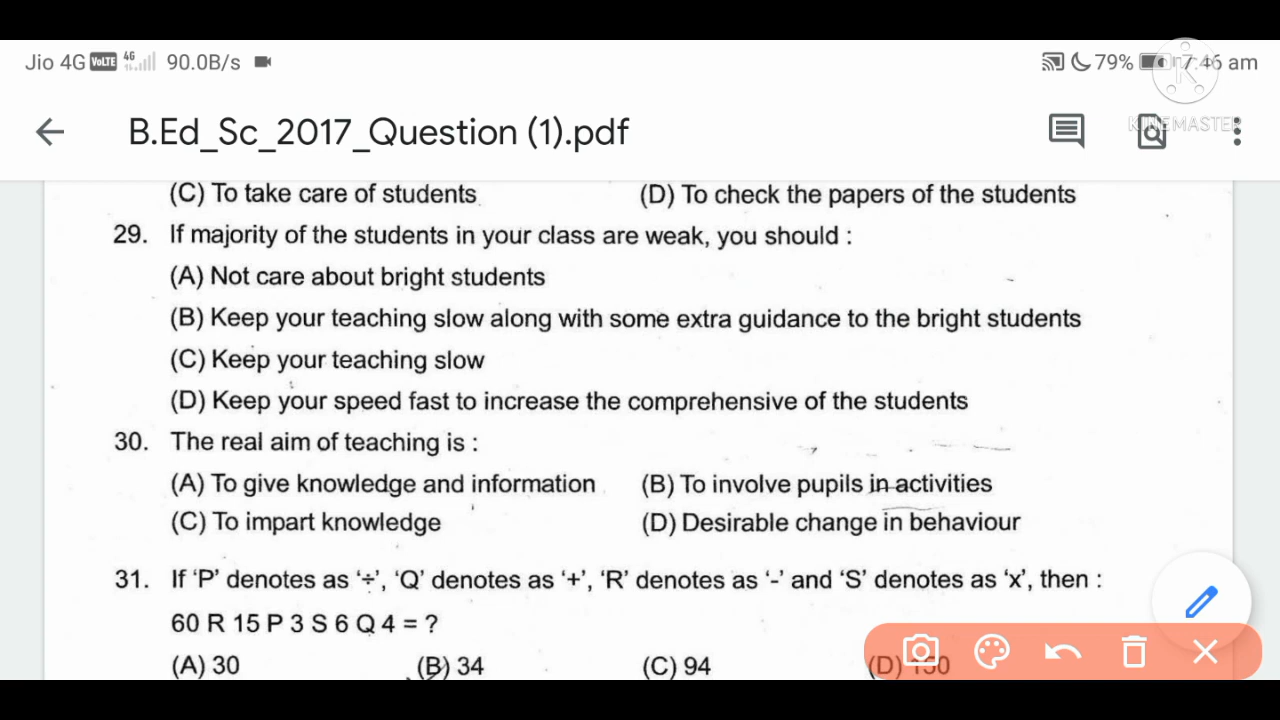 Jio 4G VoLTE 4G 90.0B/s 79% 7:46 am
B.Ed_Sc_2017_Question (1).pdf
KINEMASTER
(C) To take care of students (D) To check the papers of the students
29. If majority of the students in your class are weak, you should :
(A) Not care about bright students
(B) Keep your teaching slow along with some extra guidance to the bright students
(C) Keep your teaching slow
(D) Keep your speed fast to increase the comprehensive of the students
30. The real aim of teaching is :
(A) To give knowledge and information (B) To involve pupils in activities
(C) To impart knowledge (D) Desirable change in behaviour
31. If ‘P’ denotes as ‘÷’, ‘Q’ denotes as ‘+’, ‘R’ denotes as ‘-’ and ‘S’ denotes as ‘x’, then :
60 R 15 P 3 S 6 Q 4 = ?
(A) 30 (B) 34 (C) 94 (D) 150